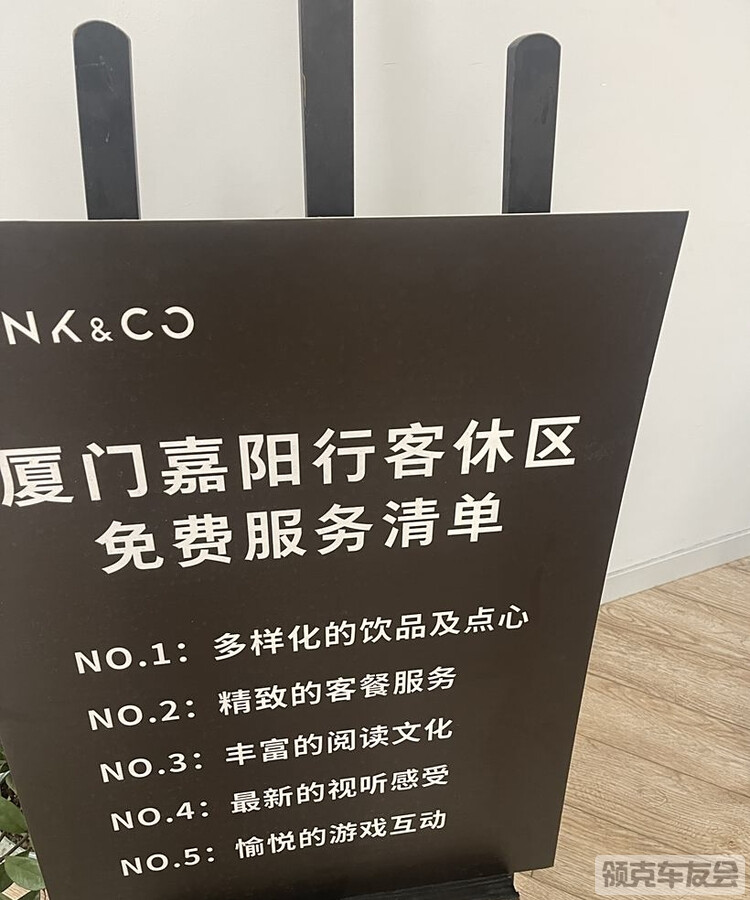 NK&CO
厦门嘉阳行客休区
免费服务清单
NO.1：多样化的饮品及点心
NO.2：精致的客餐服务
NO.3：丰富的阅读文化
NO.4：最新的视听感受
NO.5：愉悦的游戏互动
领克车友会